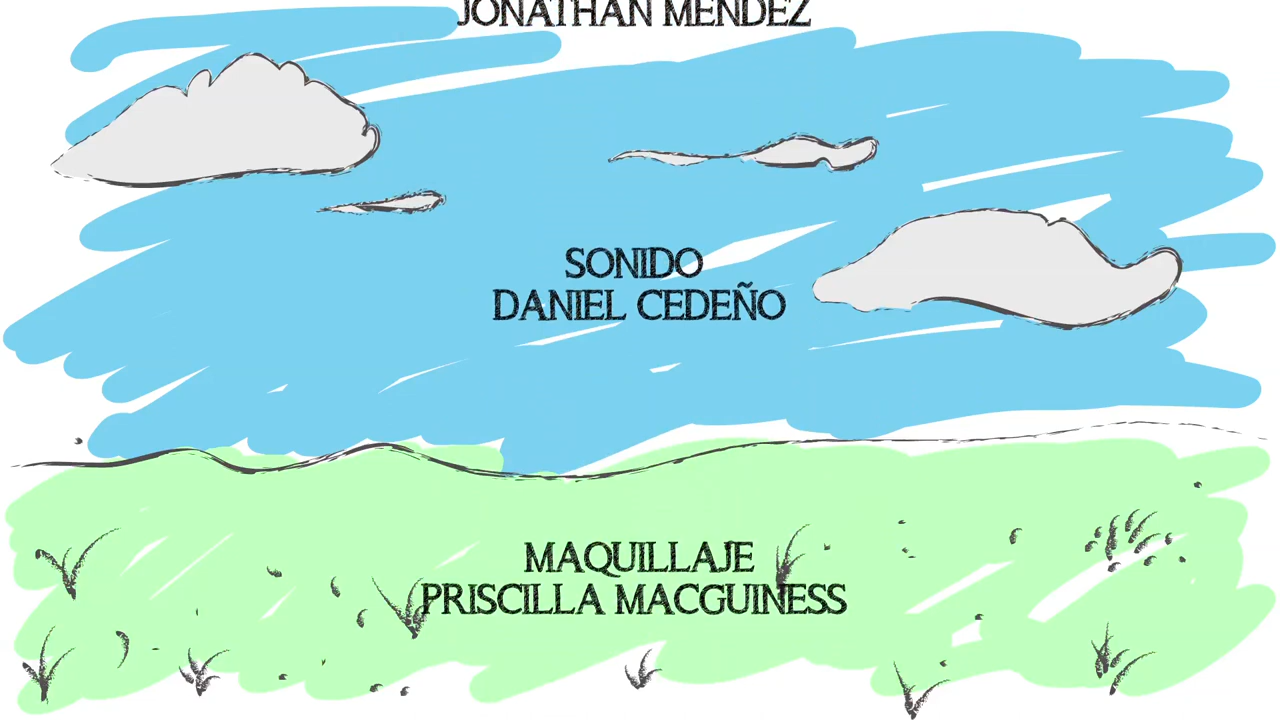 JONATHAN MENDEZ
SONIDO
DANIEL CEDEÑO
MAQUILLAJE
PRISCILLA MACGUINESS